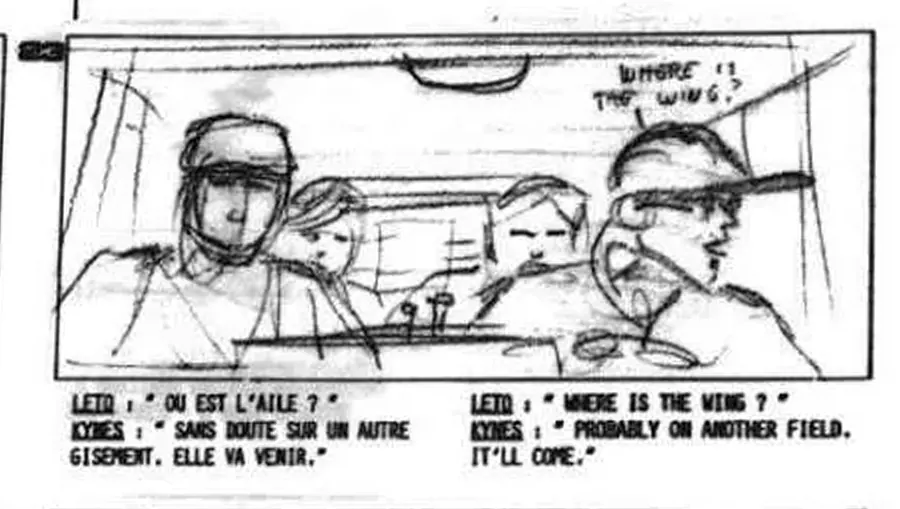 83
WHERE IS
THE WING?
LETO : " OU EST L'AILE ? "
KYNES : " SANS DOUTE SUR UN AUTRE
GISEMENT. ELLE VA VENIR."
LETO : " WHERE IS THE WING ? "
KYNES : " PROBABLY ON ANOTHER FIELD.
IT'LL COME."